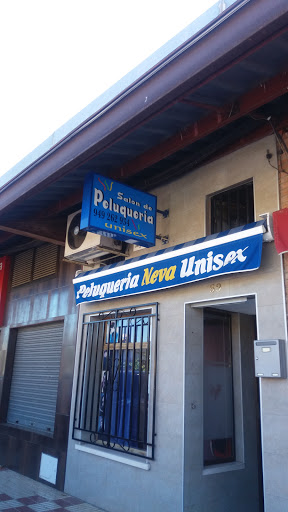 Salon de
Peluqueria
unisex
Peluqueria Neva Unisex